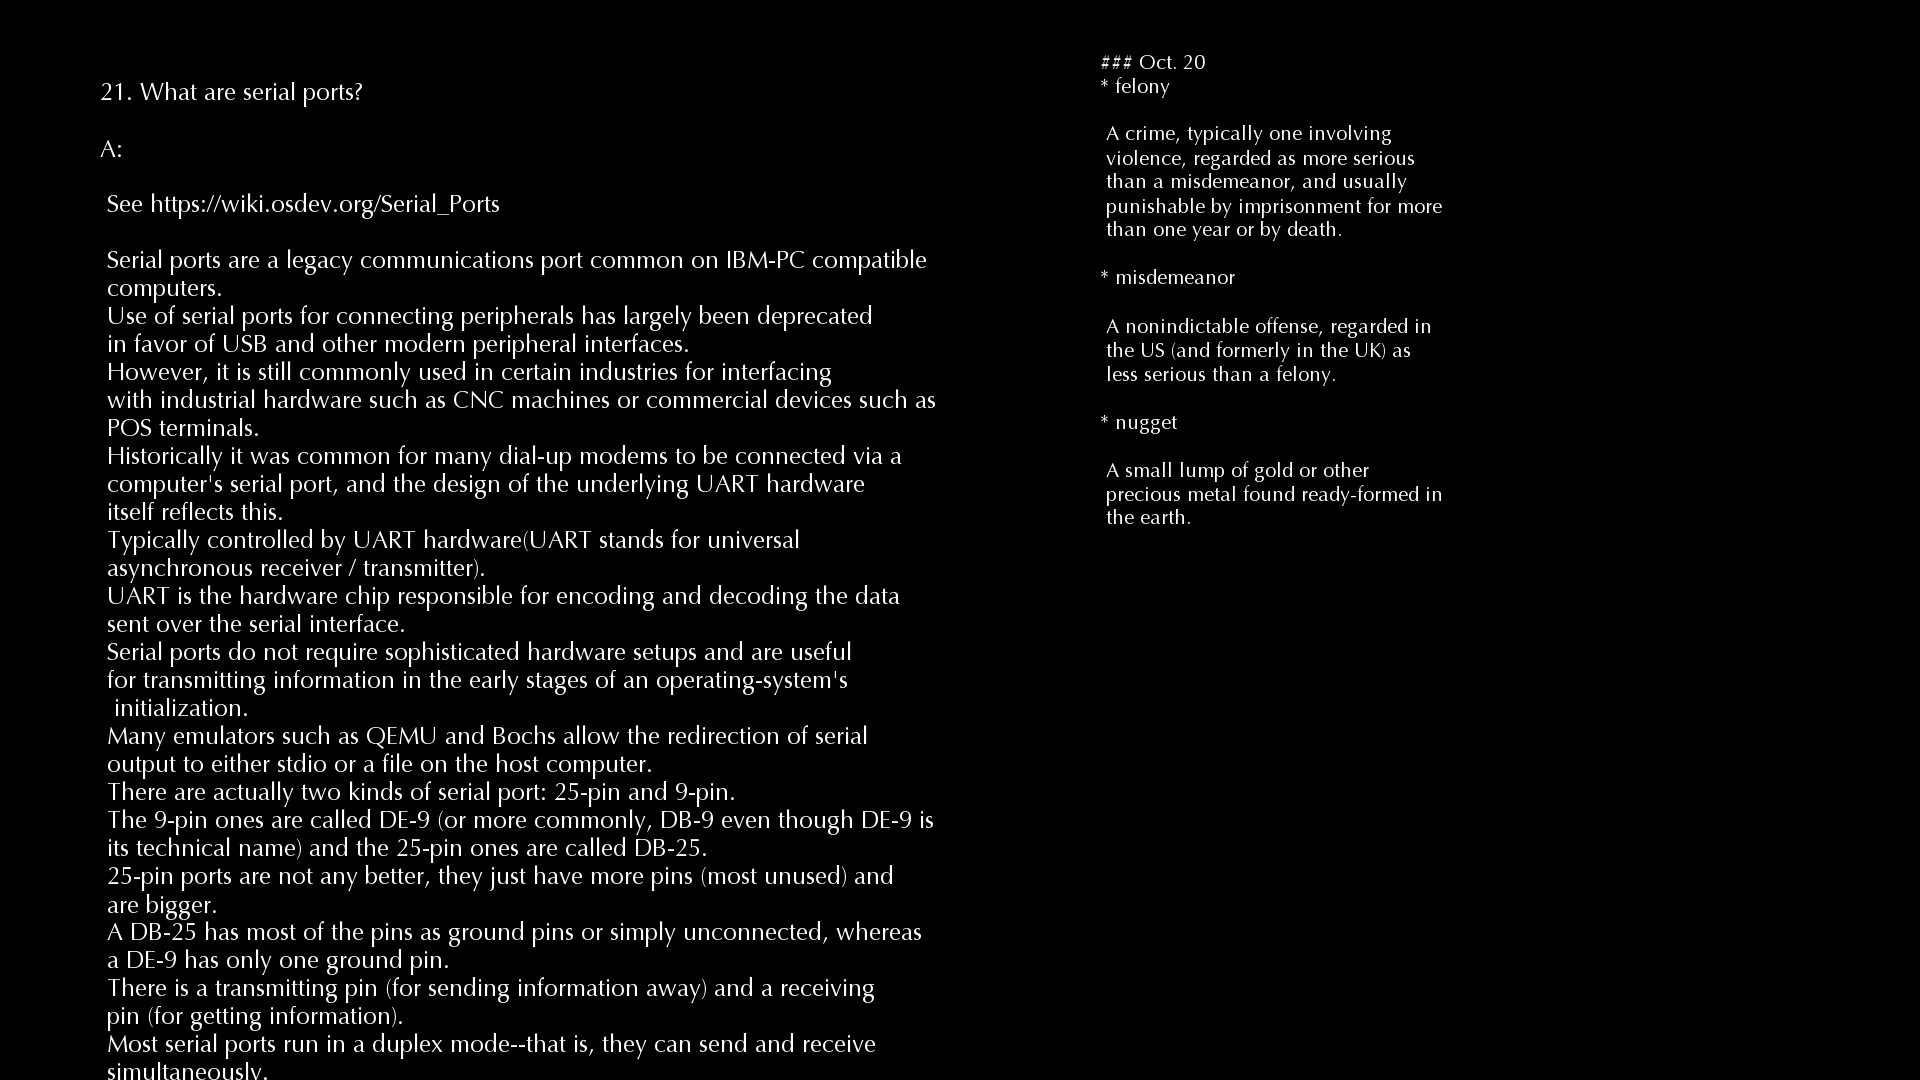 21. What are serial ports?
A:
See https://wiki.osdev.org/Serial_Ports
Serial ports are a legacy communications port common on IBM-PC compatible
computers.
Use of serial ports for connecting peripherals has largely been deprecated
in favor of USB and other modern peripheral interfaces.
However, it is still commonly used in certain industries for interfacing
with industrial hardware such as CNC machines or commercial devices such as
POS terminals.
Historically it was common for many dial-up modems to be connected via a
computer's serial port, and the design of the underlying UART hardware
itself reflects this.
Typically controlled by UART hardware(UART stands for universal
asynchronous receiver / transmitter).
UART is the hardware chip responsible for encoding and decoding the data
sent over the serial interface.
Serial ports do not require sophisticated hardware setups and are useful
for transmitting information in the early stages of an operating-system's
initialization.
Many emulators such as QEMU and Bochs allow the redirection of serial
output to either stdio or a file on the host computer.
There are actually two kinds of serial port: 25-pin and 9-pin.
The 9-pin ones are called DE-9 (or more commonly, DB-9 even though DE-9 is
its technical name) and the 25-pin ones are called DB-25.
25-pin ports are not any better, they just have more pins (most unused) and
are bigger.
A DB-25 has most of the pins as ground pins or simply unconnected, whereas
a DE-9 has only one ground pin.
There is a transmitting pin (for sending information away) and a receiving
pin (for getting information).
Most serial ports run in a duplex mode--that is, they can send and receive
simultaneously.
### Oct. 20
* felony
A crime, typically one involving
violence, regarded as more serious
than a misdemeanor, and usually
punishable by imprisonment for more
than one year or by death.
* misdemeanor
A nonindictable offense, regarded in
the US (and formerly in the UK) as
less serious than a felony.
* nugget
A small lump of gold or other
precious metal found ready-formed in
the earth.